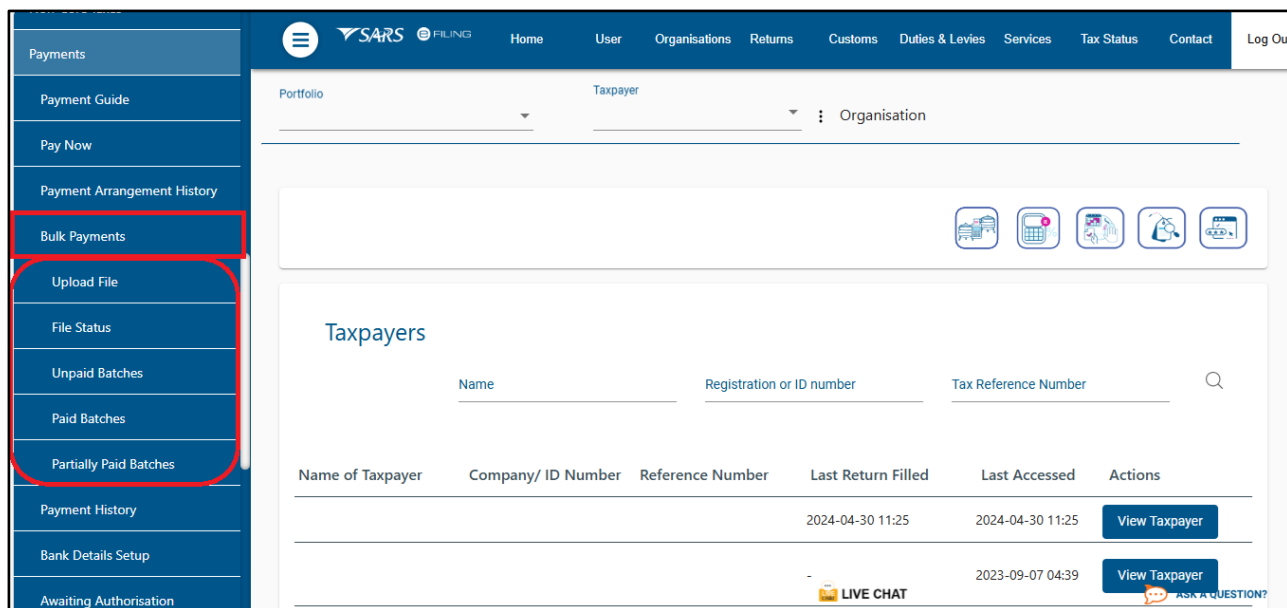 Payments
Payment Guide
Pay Now
Payment Arrangement History
Bulk Payments
Upload File
File Status
Unpaid Batches
Paid Batches
Partially Paid Batches
Payment History
Bank Details Setup
Awaiting Authorisation
SARS e FILING Home User Organisations Returns Customs Duties & Levies Services Tax Status Contact Log Ou
Portfolio Taxpayer
Organisation
Taxpayers
Name Registration or ID number Tax Reference Number
Name of Taxpayer Company/ ID Number Reference Number Last Return Filled Last Accessed Actions
2024-04-30 11:25 2024-04-30 11:25 View Taxpayer
- 2023-09-07 04:39 View Taxpayer
LIVE CHAT ASK A QUESTION?